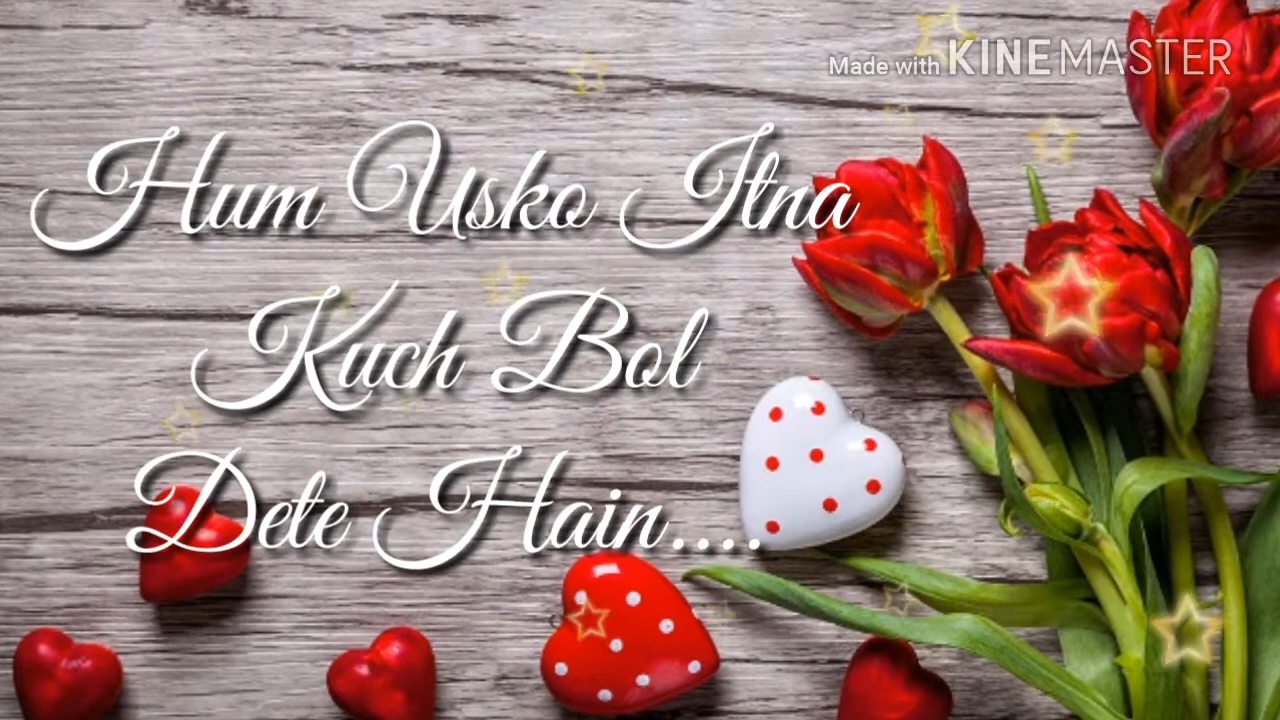 Made with KINEMASTER
Hum Usko Itna
Kuch Bol
Dete Hain....